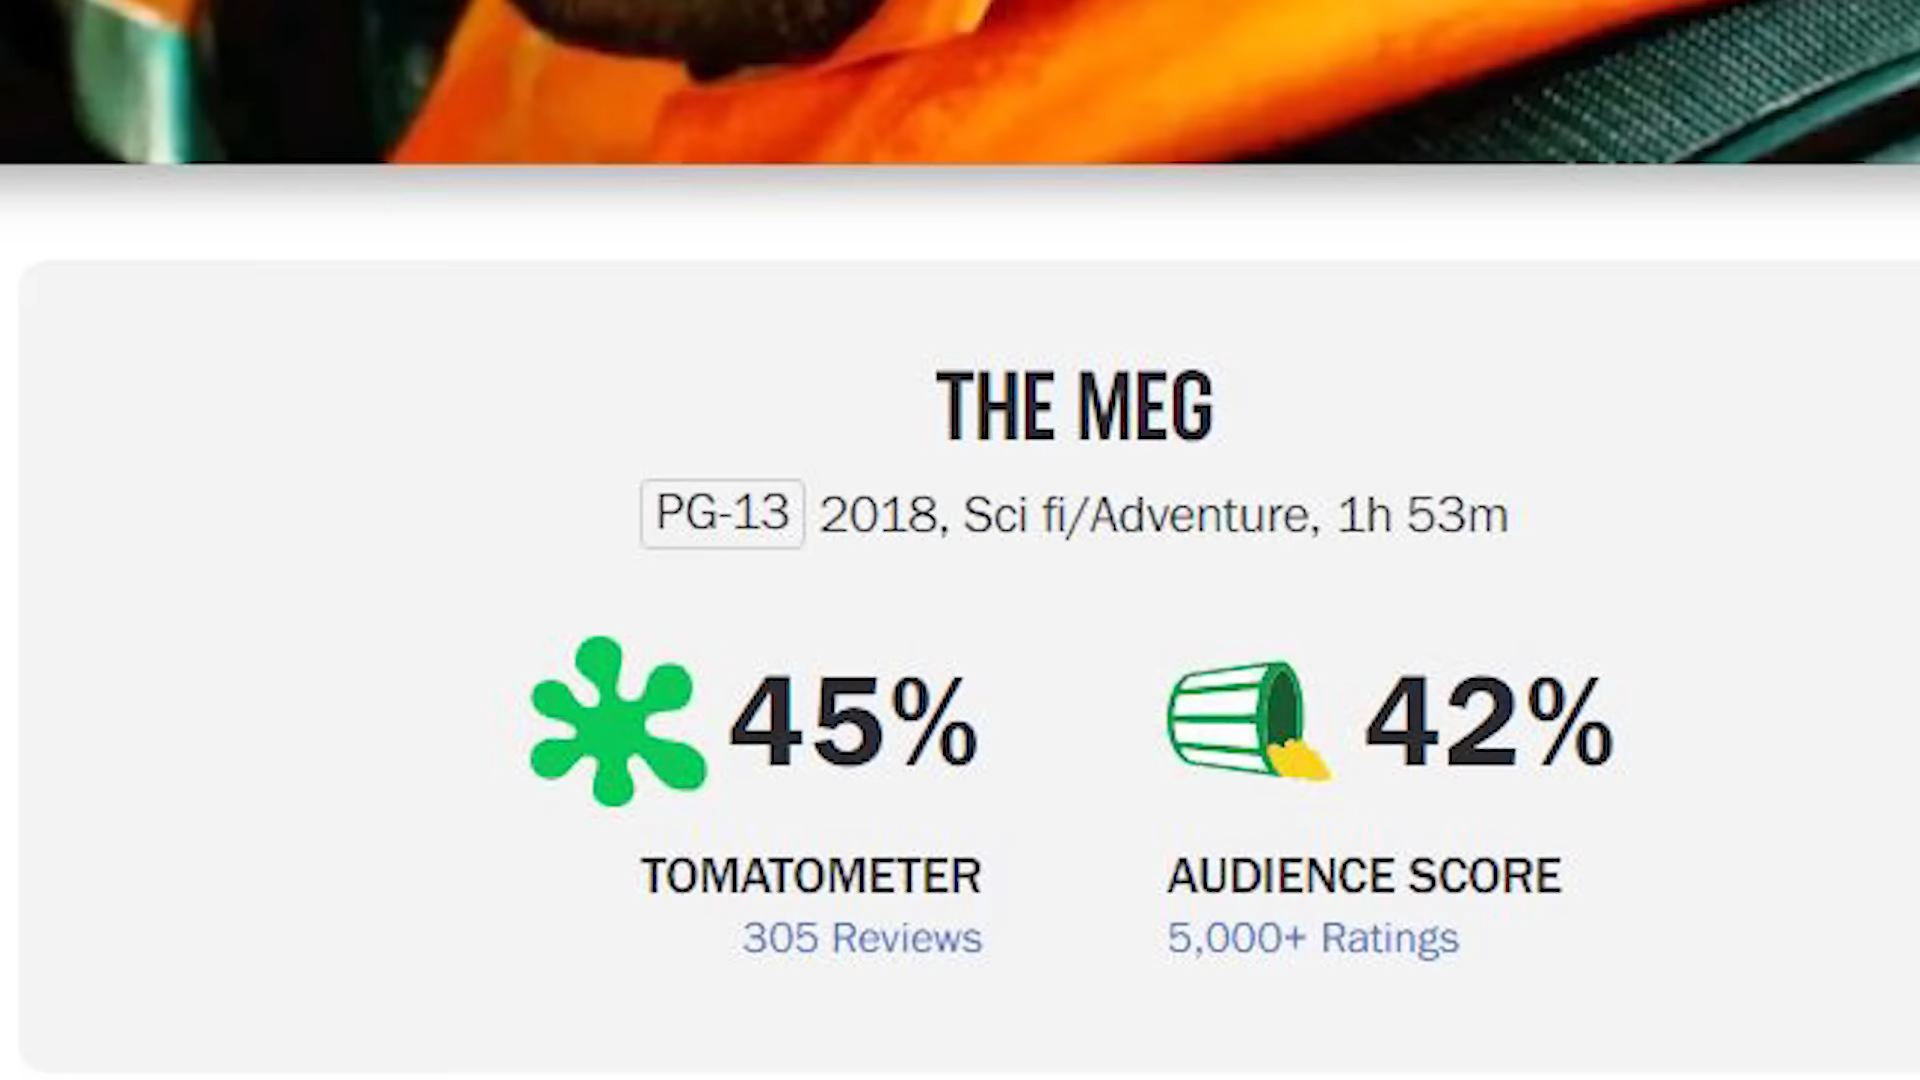 THE MEG
PG-13 2018, Sci fi/Adventure, 1h 53m
45% 42%
TOMATOMETER AUDIENCE SCORE
305 Reviews 5,000+ Ratings